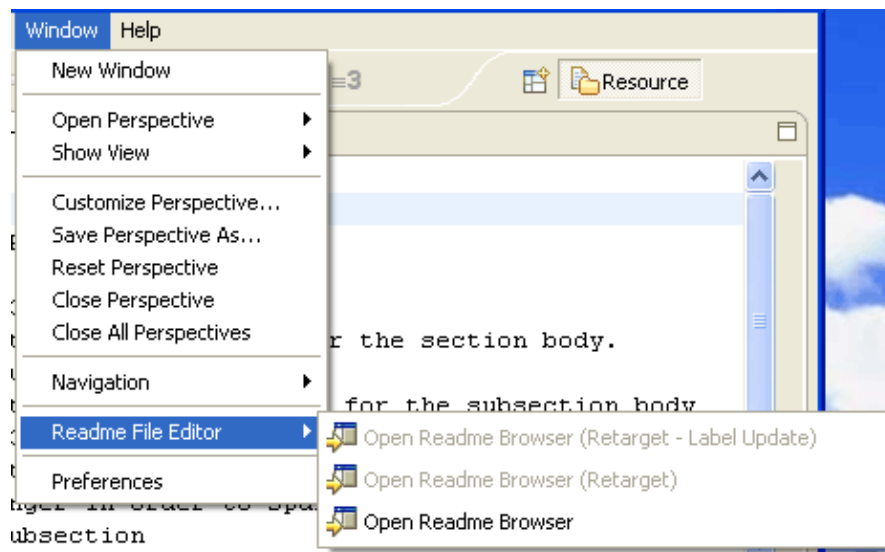 Window Help
New Window
≡3
Resource
Open Perspective
Show View
Customize Perspective...
Save Perspective As...
Reset Perspective
Close Perspective
Close All Perspectives
r the section body.
Navigation
for the subsection body
Readme File Editor
Open Readme Browser (Retarget - Label Update)
Open Readme Browser (Retarget)
Preferences
Open Readme Browser
ubsection